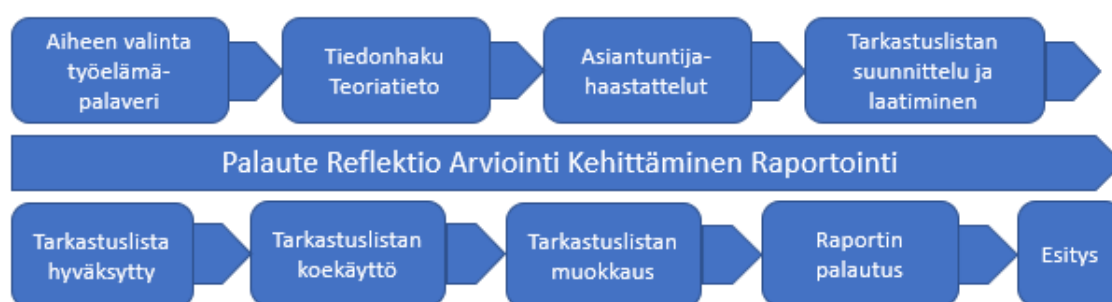 Aiheen valinta
työelämä-
palaveri
Tiedonhaku
Teoriatieto
Asiantuntija-
haastattelut
Tarkastuslistan
suunnittelu ja
laatiminen
Palaute Reflektio Arviointi Kehittäminen Raportointi
Tarkastuslista
hyväksytty
Tarkastuslistan
koekäyttö
Tarkastuslistan
muokkaus
Raportin
palautus
Esitys